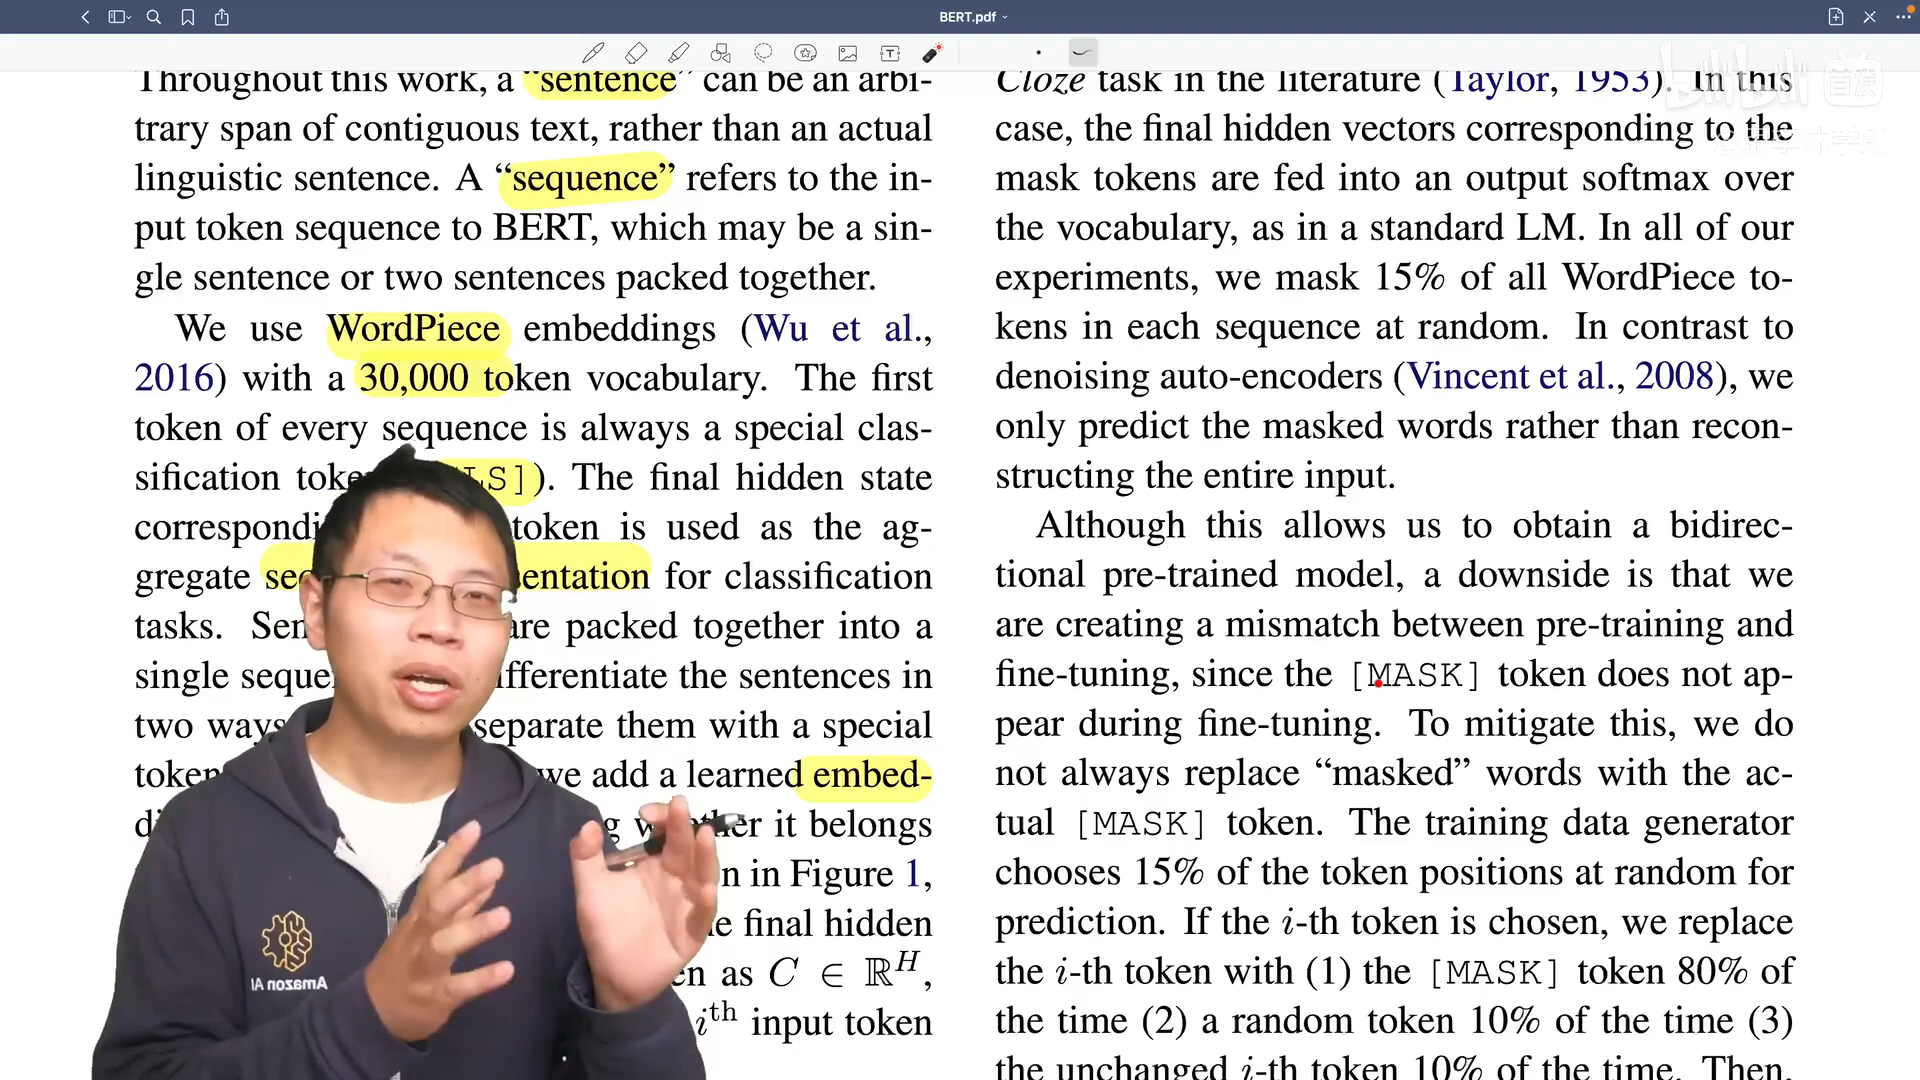 BERT.pdf
Throughout this work, a “sentence” can be an arbi-
trary span of contiguous text, rather than an actual
linguistic sentence. A “sequence” refers to the in-
put token sequence to BERT, which may be a sin-
gle sentence or two sentences packed together.
We use WordPiece embeddings (Wu et al.,
2016) with a 30,000 token vocabulary. The first
token of every sequence is always a special clas-
sification toke LS]). The final hidden state
correspondi token is used as the ag-
gregate seq entation for classification
tasks. Sen are packed together into a
single seque ifferentiate the sentences in
two ways separate them with a special
token we add a learned embed-
di g whether it belongs
n in Figure 1,
e final hidden
en as C ∈ ℝ^H,
i^th input token
Cloze task in the literature (Taylor, 1953). In this
case, the final hidden vectors corresponding to the
mask tokens are fed into an output softmax over
the vocabulary, as in a standard LM. In all of our
experiments, we mask 15% of all WordPiece to-
kens in each sequence at random. In contrast to
denoising auto-encoders (Vincent et al., 2008), we
only predict the masked words rather than recon-
structing the entire input.
Although this allows us to obtain a bidirec-
tional pre-trained model, a downside is that we
are creating a mismatch between pre-training and
fine-tuning, since the [MASK] token does not ap-
pear during fine-tuning. To mitigate this, we do
not always replace “masked” words with the ac-
tual [MASK] token. The training data generator
chooses 15% of the token positions at random for
prediction. If the i-th token is chosen, we replace
the i-th token with (1) the [MASK] token 80% of
the time (2) a random token 10% of the time (3)
the unchanged i-th token 10% of the time. Then,
bilibili 首发
Amazon AI